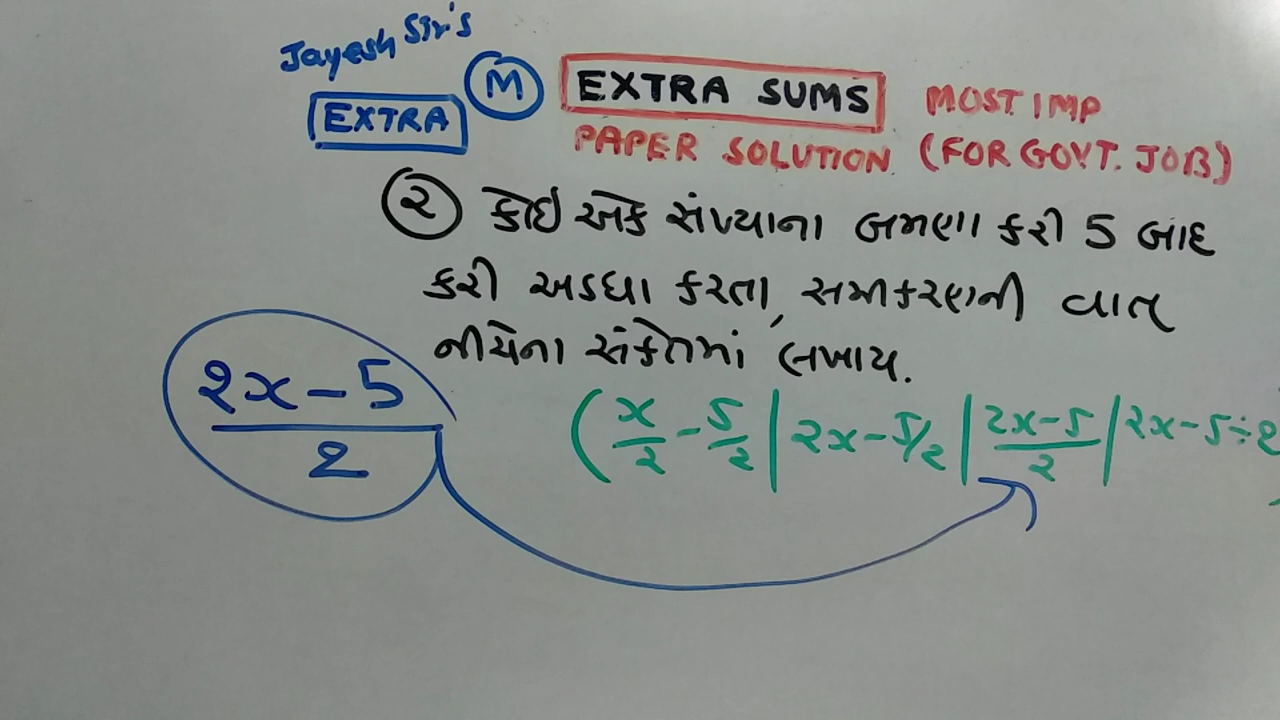 Jayesh Sir's
EXTRA
M
EXTRA SUMS MOST IMP
PAPER SOLUTION (FOR GOVT. JOB)
૨ કોઇ એક સંખ્યાના બમણા કરી 5 બાદ
કરી અડધા કરતા, સમીકરણની વાત
નીચેના સંકેતમાં લખાય.
2x-5
2
(x/2 - 5/2 | 2x-5/2 | 2x-5/2 | 2x-5÷2